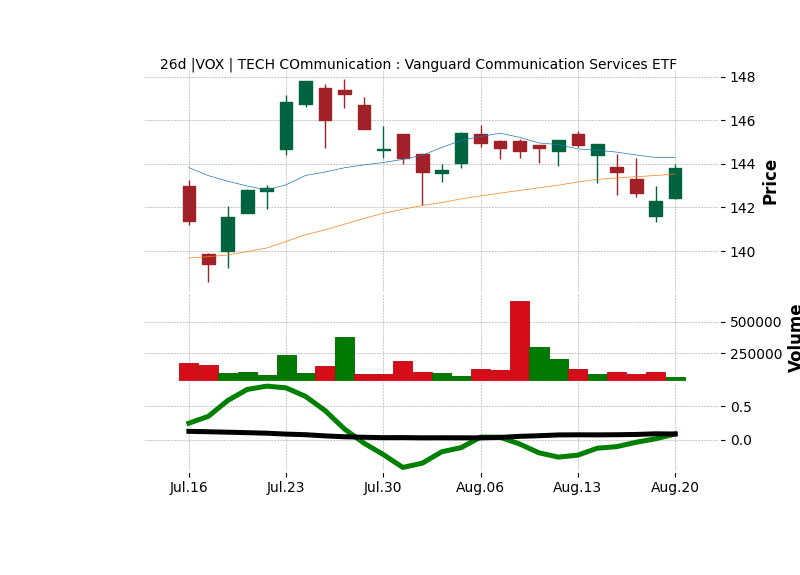 26d |VOX | TECH COmmunication : Vanguard Communication Services ETF
148
146
144
142
140
Price
500000
250000
Volume
0.5
0.0
Jul.16 Jul.23 Jul.30 Aug.06 Aug.13 Aug.20